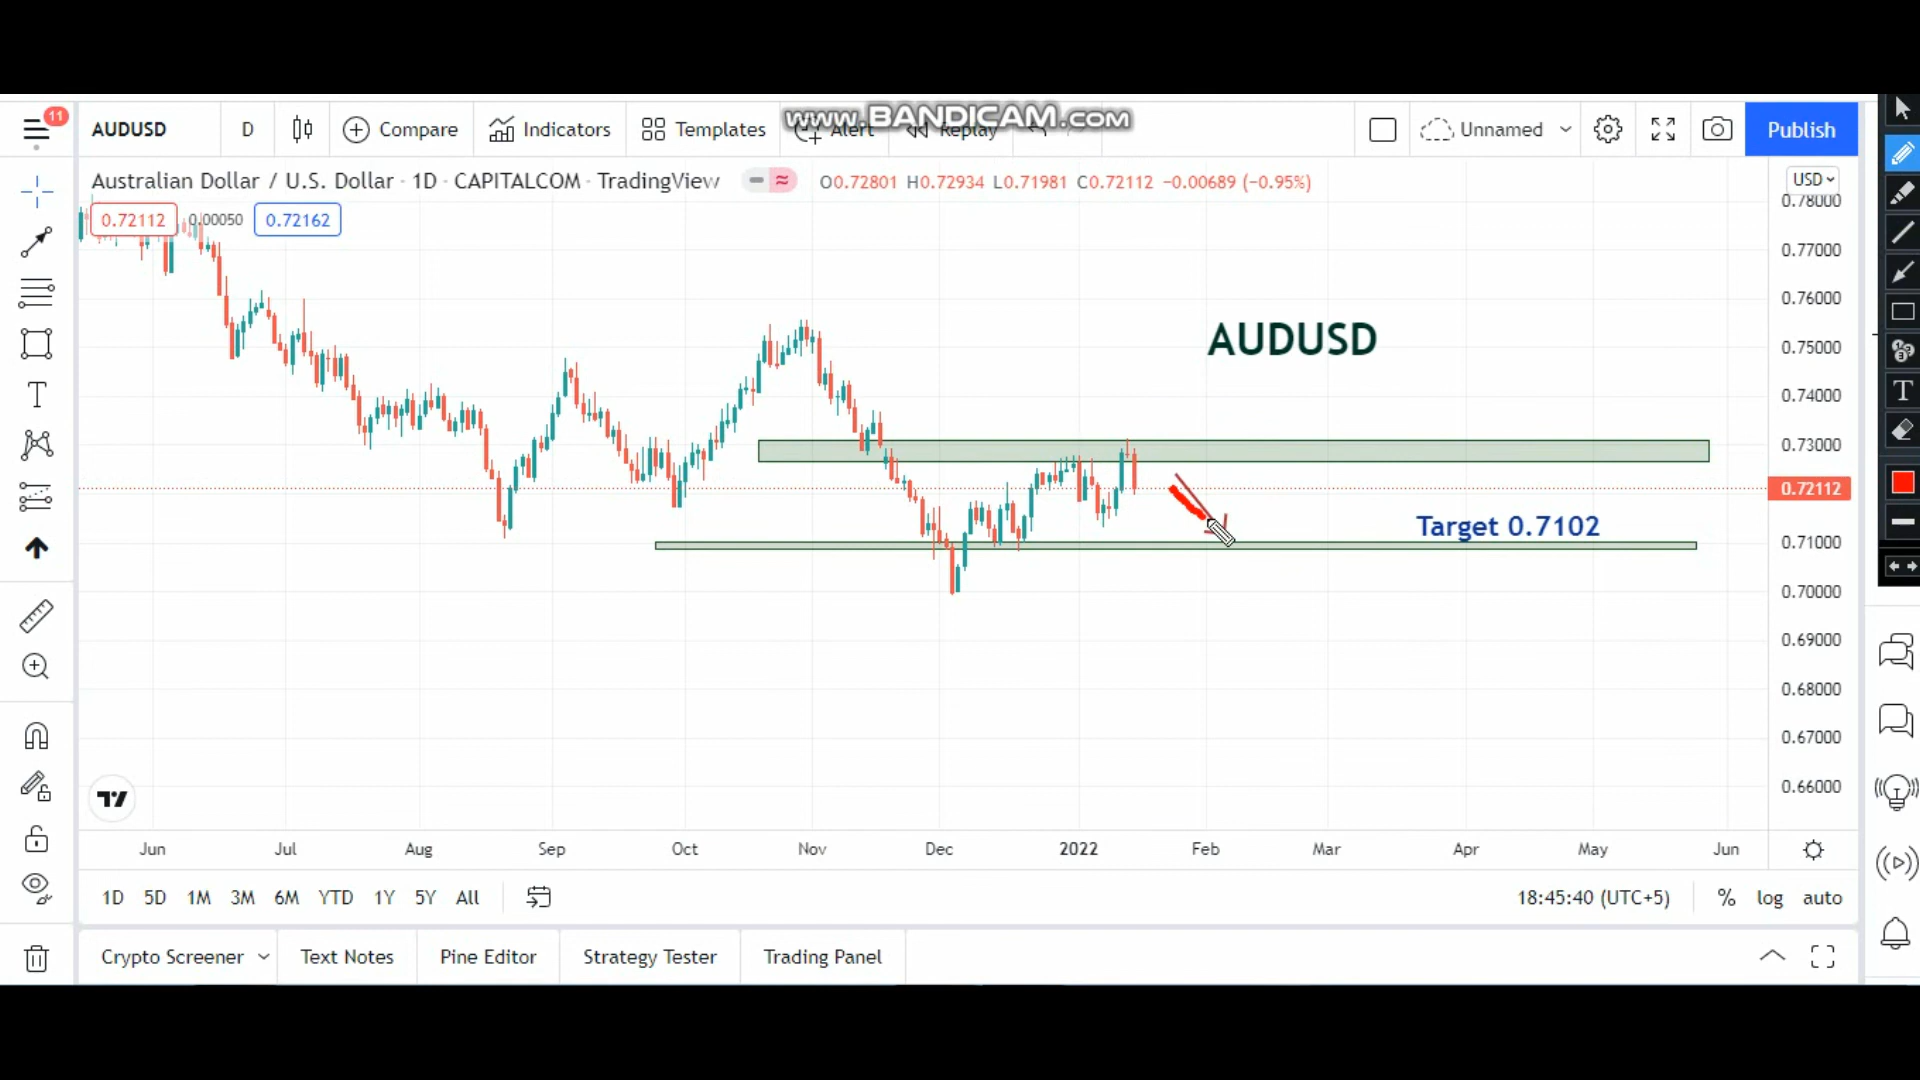 www.BANDICAM.com
11
AUDUSD D Compare Indicators Templates Alert Replay Unnamed Publish
Australian Dollar / U.S. Dollar · 1D · CAPITALCOM · TradingView O0.72801 H0.72934 L0.71981 C0.72112 −0.00689 (−0.95%)
USD
0.72112 0.00050 0.72162
0.78000
0.77000
0.76000
0.75000
0.74000
0.73000
0.72112
0.71000
0.70000
0.69000
0.68000
0.67000
0.66000
AUDUSD
Target 0.7102
Jun Jul Aug Sep Oct Nov Dec 2022 Feb Mar Apr May Jun
1D 5D 1M 3M 6M YTD 1Y 5Y All 18:45:40 (UTC+5) % log auto
Crypto Screener Text Notes Pine Editor Strategy Tester Trading Panel